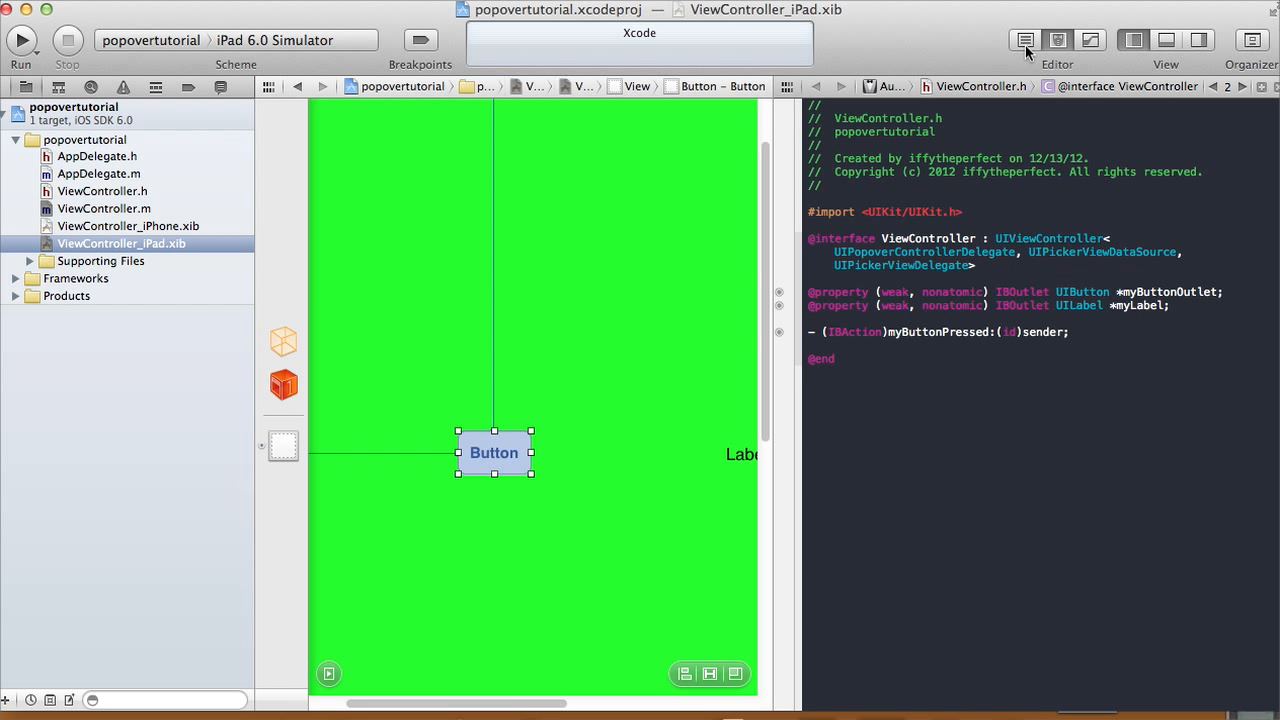 popovertutorial.xcodeproj — ViewController_iPad.xib
popovertutorial > iPad 6.0 Simulator
Xcode
Run
Stop
Scheme
Breakpoints
Editor
View
Organizer
popovertutorial
1 target, iOS SDK 6.0
popovertutorial
AppDelegate.h
AppDelegate.m
ViewController.h
ViewController.m
ViewController_iPhone.xib
ViewController_iPad.xib
Supporting Files
Frameworks
Products
popovertutorial
p...
V...
V...
View
Button – Button
Button
Au...
ViewController.h
@interface ViewController
2
//
// ViewController.h
// popovertutorial
//
// Created by iffytheperfect on 12/13/12.
// Copyright (c) 2012 iffytheperfect. All rights reserved.
//
#import <UIKit/UIKit.h>
@interface ViewController : UIViewController<
UIPopoverControllerDelegate, UIPickerViewDataSource,
UIPickerViewDelegate>
@property (weak, nonatomic) IBOutlet UIButton *myButtonOutlet;
@property (weak, nonatomic) IBOutlet UILabel *myLabel;
- (IBAction)myButtonPressed:(id)sender;
@end